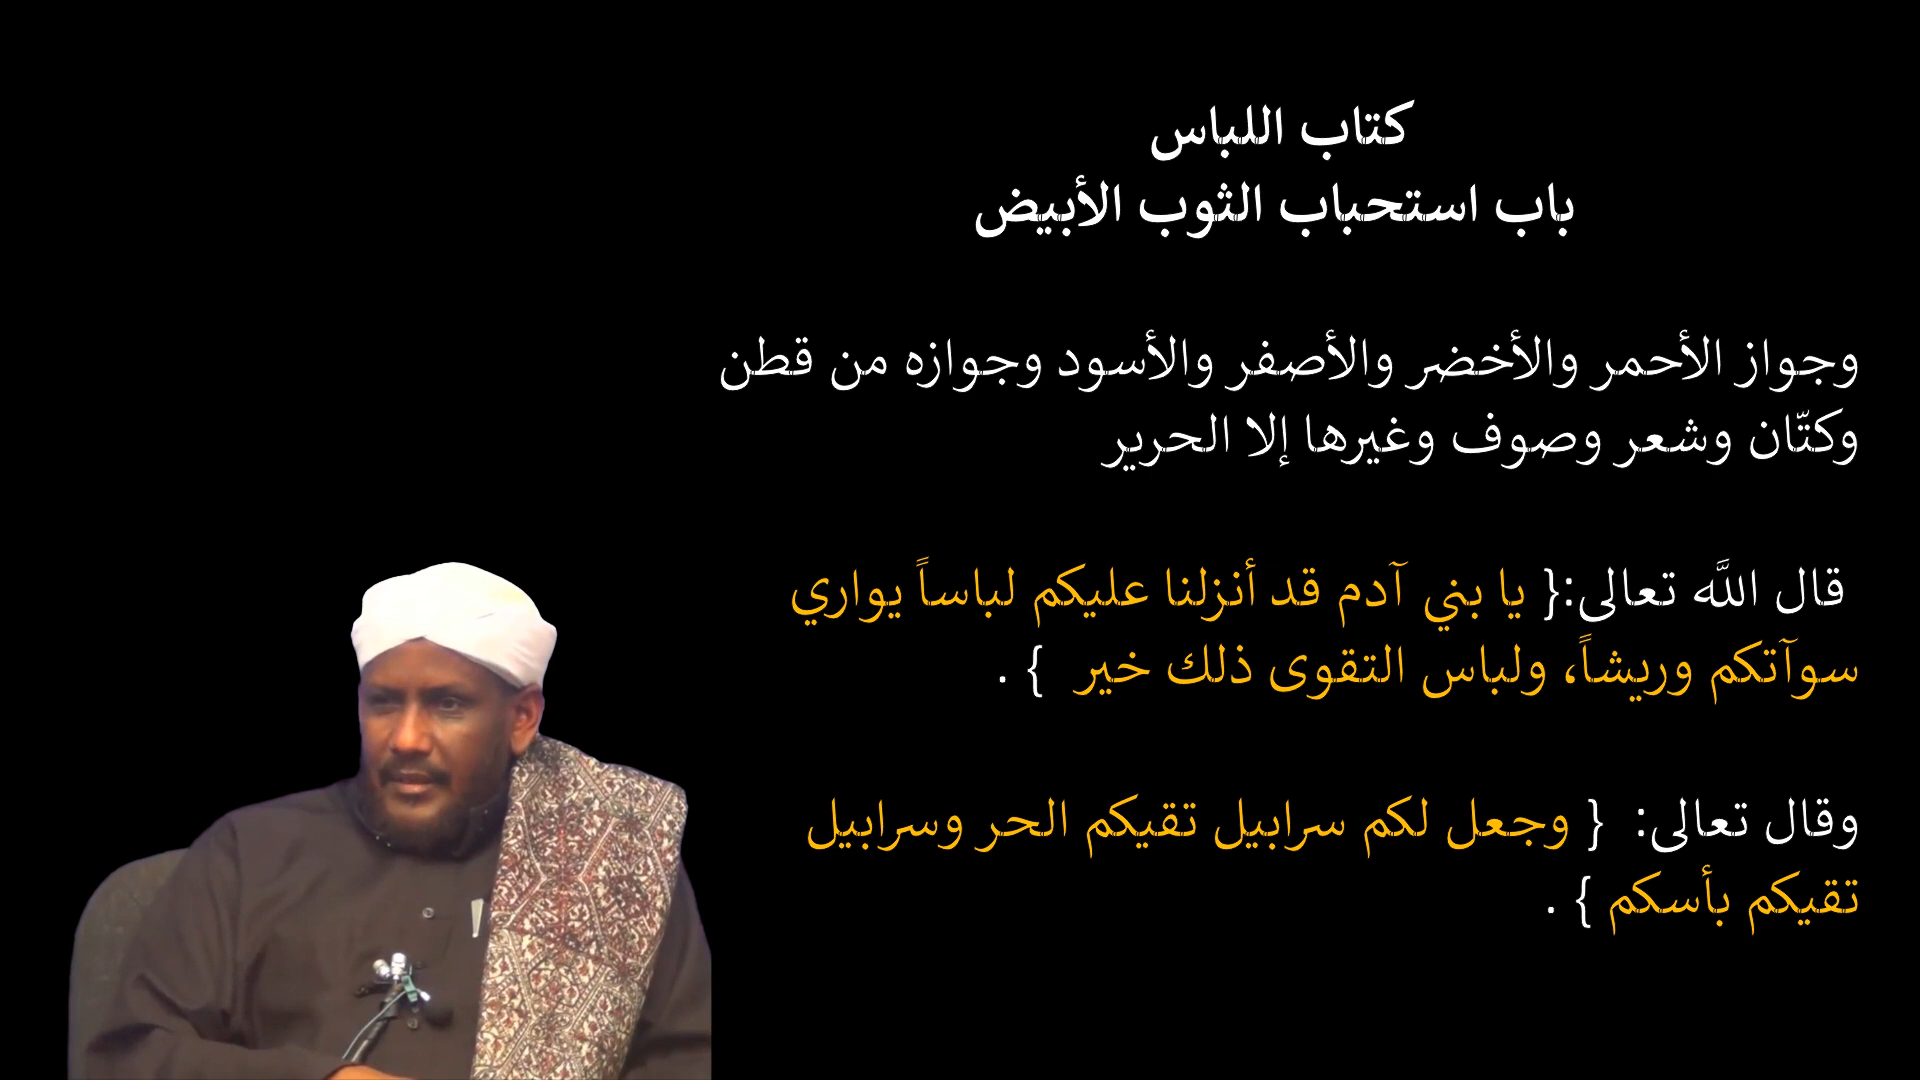 كتاب اللباس
باب استحباب الثوب الأبيض
وجواز الأحمر والأخضر والأصفر والأسود وجوازه من قطن
وكتّان وشعر وصوف وغيرها إلا الحرير
قال اللَّه تعالى:{ يا بني آدم قد أنزلنا عليكم لباساً يواري
سوآتكم وريشاً، ولباس التقوى ذلك خير } .
وقال تعالى: { وجعل لكم سرابيل تقيكم الحر وسرابيل
تقيكم بأسكم } .